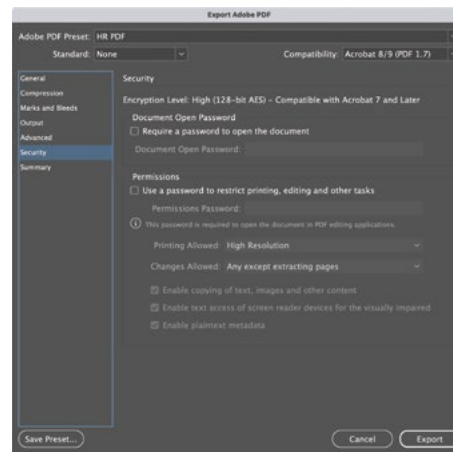 Export Adobe PDF
Adobe PDF Preset: HR PDF
Standard: None
Compatibility: Acrobat 8/9 (PDF 1.7)
General
Compression
Marks and Bleeds
Output
Advanced
Security
Summary
Security
Encryption Level: High (128-bit AES) - Compatible with Acrobat 7 and Later
Document Open Password
Require a password to open the document
Document Open Password:
Permissions
Use a password to restrict printing, editing and other tasks
Permissions Password:
This password is required to open the document in PDF editing applications.
Printing Allowed: High Resolution
Changes Allowed: Any except extracting pages
Enable copying of text, images and other content
Enable text access of screen reader devices for the visually impaired
Enable plaintext metadata
Save Preset...
Cancel
Export